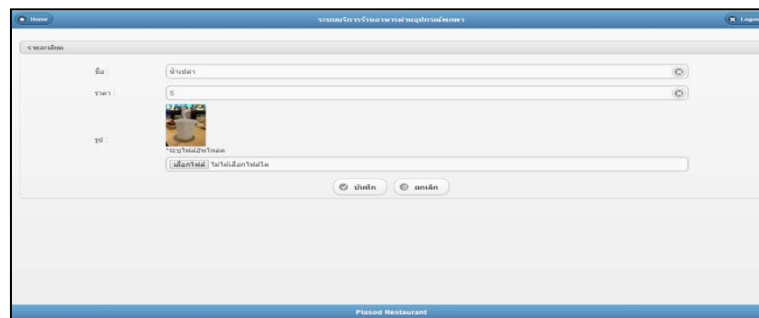 Home
ระบบบริการร้านอาหารผ่านอุปกรณ์พกพา
Logout
รายละเอียด
ชื่อ :
น้ำเปล่า
ราคา :
5
รูป :
*ระบุไฟล์อัพโหลด
เลือกไฟล์ ไม่ได้เลือกไฟล์ใด
บันทึก
ยกเลิก
Plasod Restaurant